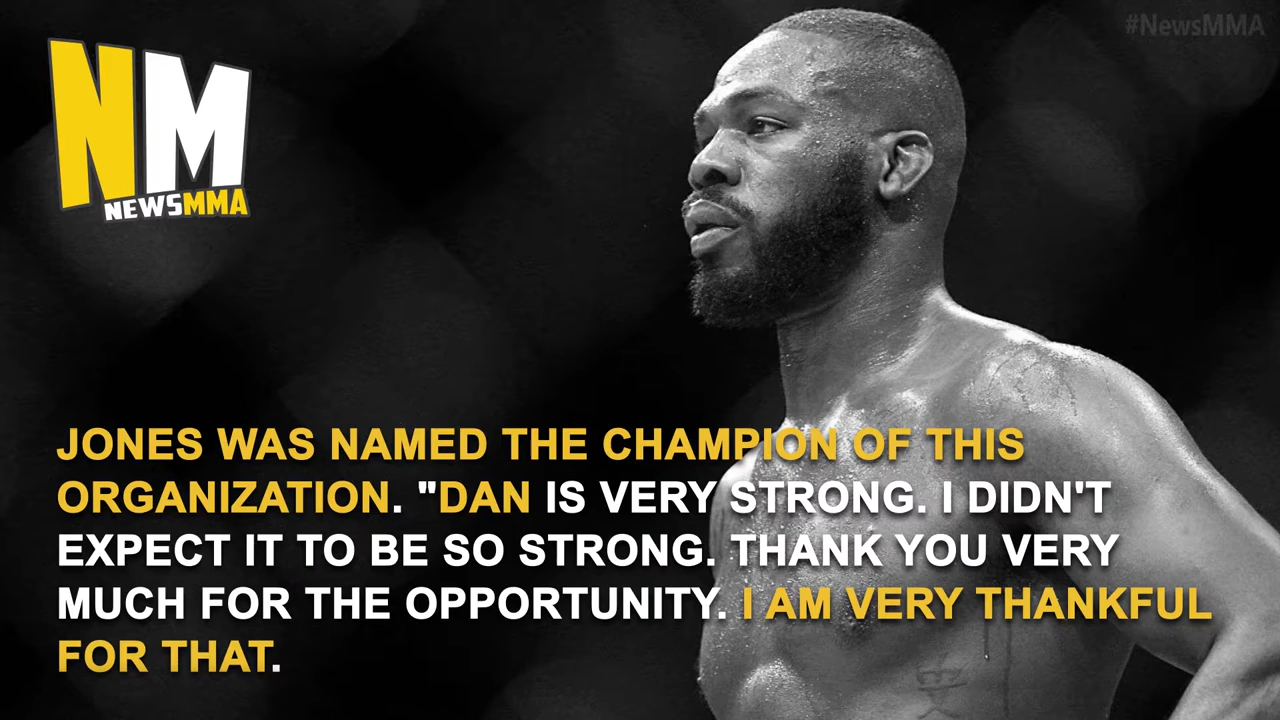 #NewsMMA
NM
NEWSMMA
JONES WAS NAMED THE CHAMPION OF THIS
ORGANIZATION. "DAN IS VERY STRONG. I DIDN'T
EXPECT IT TO BE SO STRONG. THANK YOU VERY
MUCH FOR THE OPPORTUNITY. I AM VERY THANKFUL
FOR THAT.